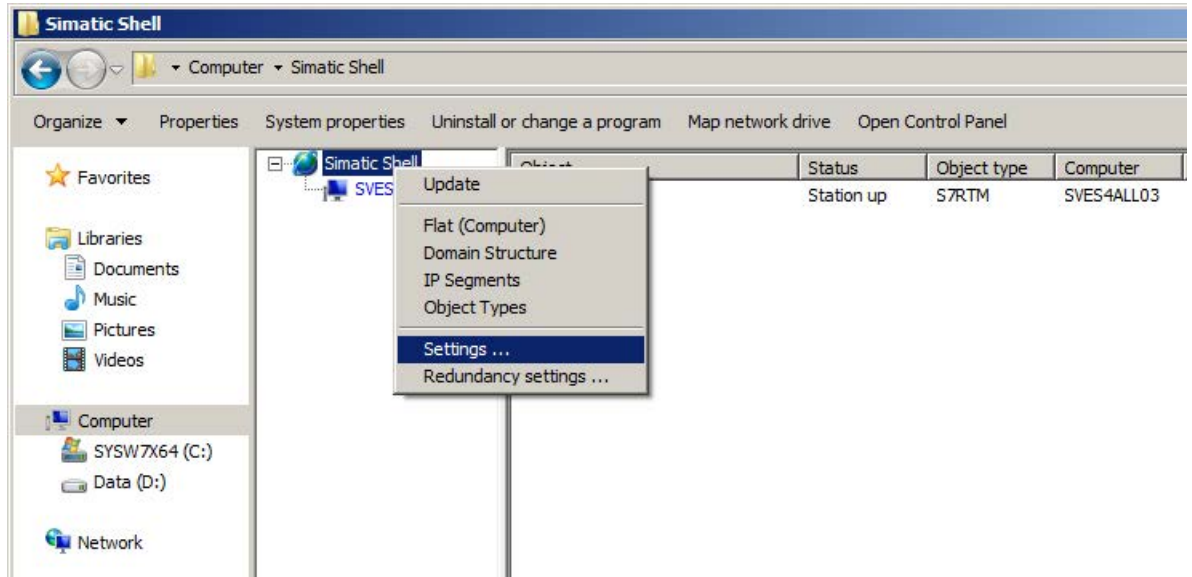 Simatic Shell
Computer Simatic Shell
Organize Properties System properties Uninstall or change a program Map network drive Open Control Panel
Favorites
Libraries
Documents
Music
Pictures
Videos
Computer
SYSW7X64 (C:)
Data (D:)
Network
Simatic Shell
SVES
Update
Flat (Computer)
Domain Structure
IP Segments
Object Types
Settings ...
Redundancy settings ...
Object Status Object type Computer
Station up S7RTM SVES4ALL03